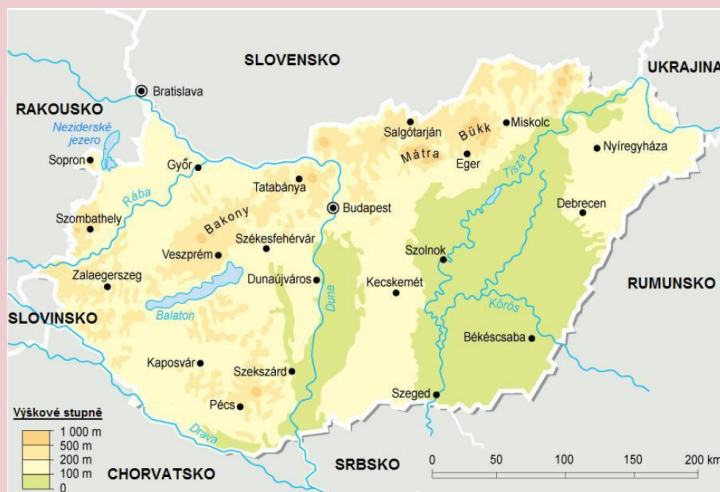 SLOVENSKO
UKRAJINA
Bratislava
RAKOUSKO
Neziderské
jezero
Salgótarján
Bükk
Miskolc
Sopron
Mátra
Eger
Nyíregyháza
Győr
Tisza
Tatabánya
Rába
Budapest
Debrecen
Szombathely
Bakony
Székesfehérvár
Veszprém
Szolnok
Zalaegerszeg
Dunaújváros
Duna
Kecskemét
RUMUNSKO
Balaton
Körös
SLOVINSKO
Békéscsaba
Kaposvár
Szekszárd
Szeged
Pécs
Výškové stupně
1 000 m
500 m
200 m
100 m
0
Drava
CHORVATSKO
SRBSKO
0 50 100 150 200 km